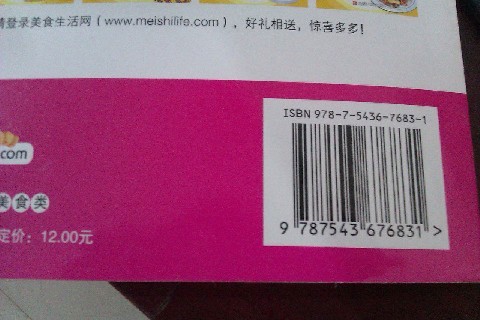 请登录美食生活网（www.meishilife.com），好礼相送，惊喜多多！
ISBN 978-7-5436-7683-1
.com
美食类
定价：12.00元
9 787543 676831 >